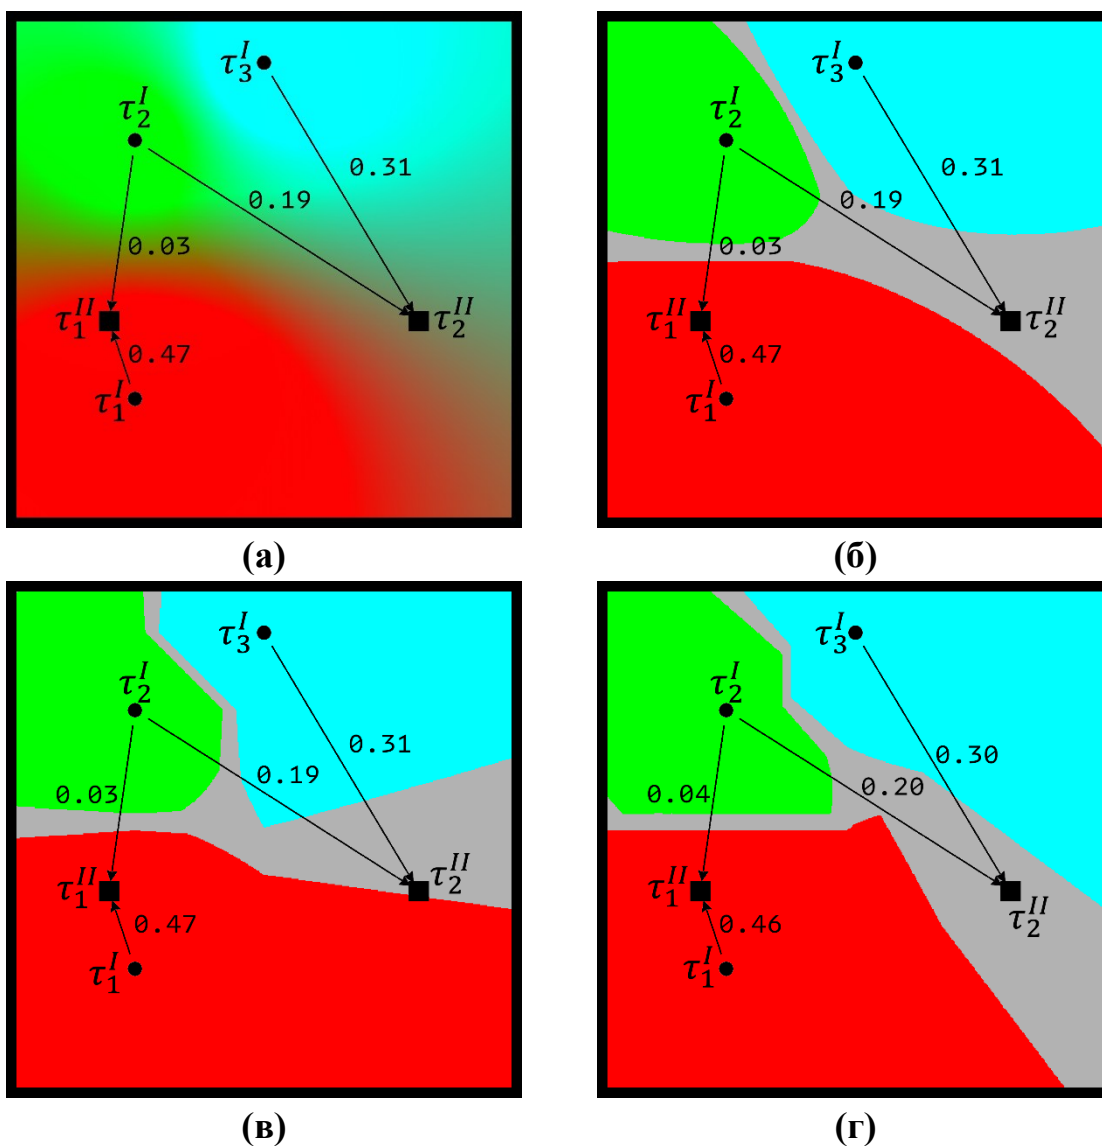 τ₃ᴵ
τ₂ᴵ
0.31
0.19
0.03
τ₁ᴵᴵ
τ₂ᴵᴵ
0.47
τ₁ᴵ
(а)
τ₃ᴵ
τ₂ᴵ
0.31
0.19
0.03
τ₁ᴵᴵ
τ₂ᴵᴵ
0.47
τ₁ᴵ
(б)
τ₃ᴵ
τ₂ᴵ
0.31
0.19
0.03
τ₁ᴵᴵ
τ₂ᴵᴵ
0.47
τ₁ᴵ
(в)
τ₃ᴵ
τ₂ᴵ
0.30
0.20
0.04
τ₁ᴵᴵ
τ₂ᴵᴵ
0.46
τ₁ᴵ
(г)